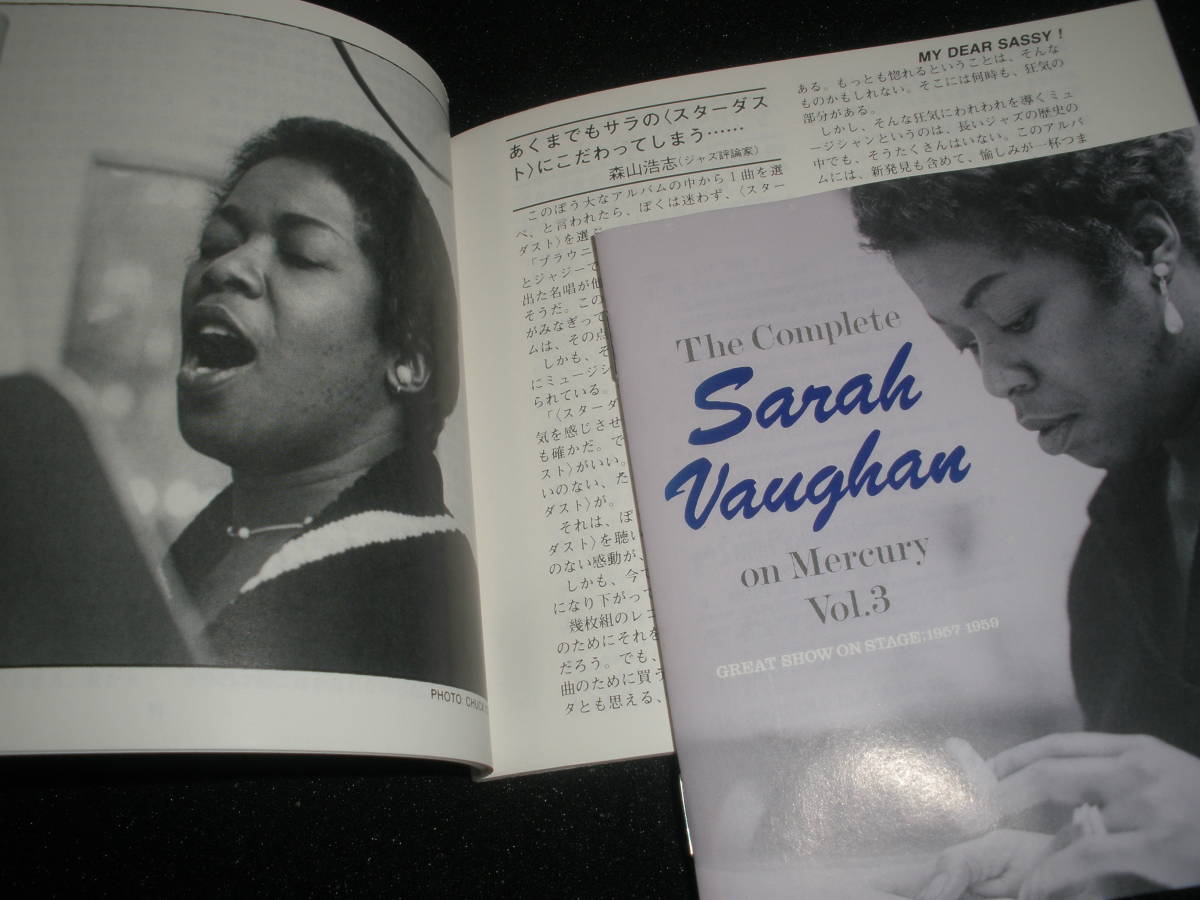 MY DEAR SASSY !
あくまでもサラの〈スターダス
ト〉にこだわってしまう……
森山浩志(ジャズ評論家)
このぼう大なアルバムの中から1曲を選
べ、と言われたら、ぼくは迷わず、〈スター
ダスト〉を選ぶ
「ブラウニ
とジャジーで
出た名唱が他
そうだ。この
がみなぎって
ムは、その点
しかも、そ
にミュージシ
られている。
「〈スターダ
気を感じさせ
も確かだ。で
スト〉がいい。
いのない、た
ダスト〉が。
それは、ぼ
ダスト〉を聴い
のない感動が、
しかも、今で
になり下がって
幾枚組のレコ
のためにそれを
だろう。でも、
曲のために買う
タとも思える、
ある。もっとも惚れるということは、そんな
ものかもしれない。そこには何時も、狂気の
部分がある。
しかし、そんな狂気にわれわれを導くミュ
ージシャンというのは、長いジャズの歴史の
中でも、そうたくさんはいない。このアルバ
ムには、新発見も含めて、愉しみが一杯つま
PHOTO: CHUCK
The Complete
Sarah
Vaughan
on Mercury
Vol.3
GREAT SHOW ON STAGE; 1957-1959